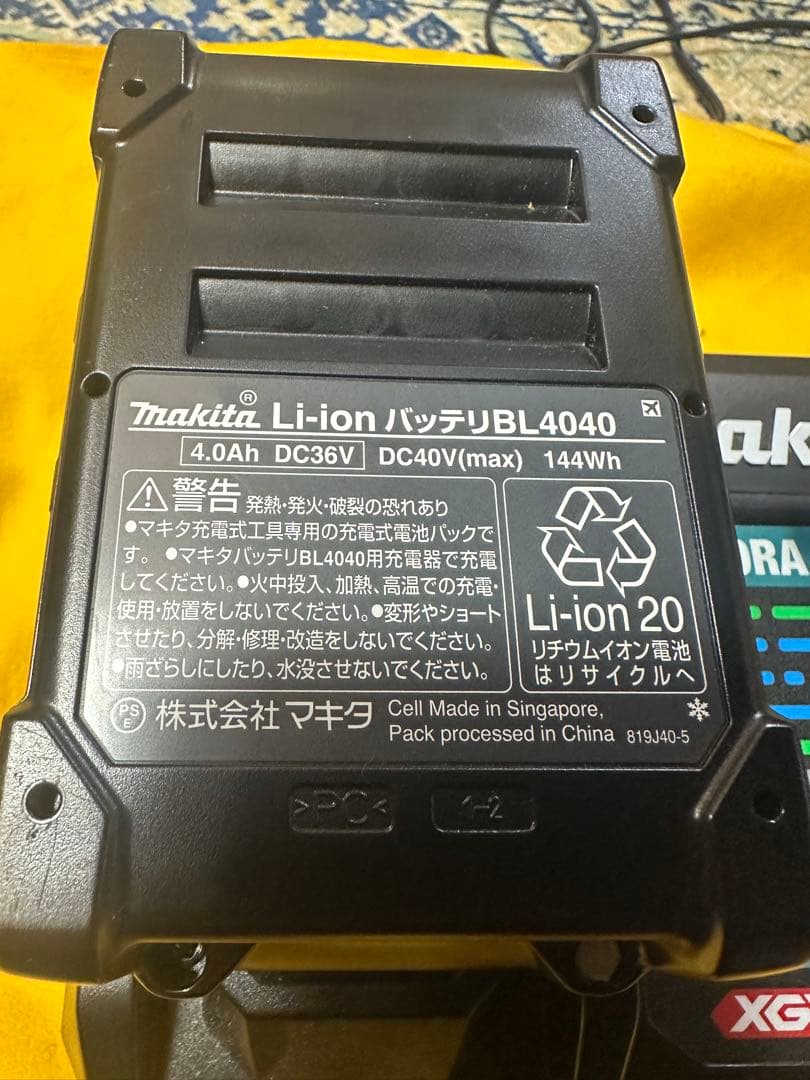 makita® Li-ion バッテリBL4040
4.0Ah DC36V DC40V(max) 144Wh
警告 発熱・発火・破裂の恐れあり
●マキタ充電式工具専用の充電式電池パックで
す。 ●マキタバッテリBL4040用充電器で充電
してください。●火中投入、加熱、高温での充電・
使用・放置をしないでください。●変形やショート
させたり、分解・修理・改造をしないでください。
●雨ざらしにしたり、水没させないでください。
Li-ion 20
リチウムイオン電池
はリサイクルへ
PSE 株式会社 マキタ
Cell Made in Singapore,
Pack processed in China 819J40-5
>PC< 1-2
ak
DRA
XG